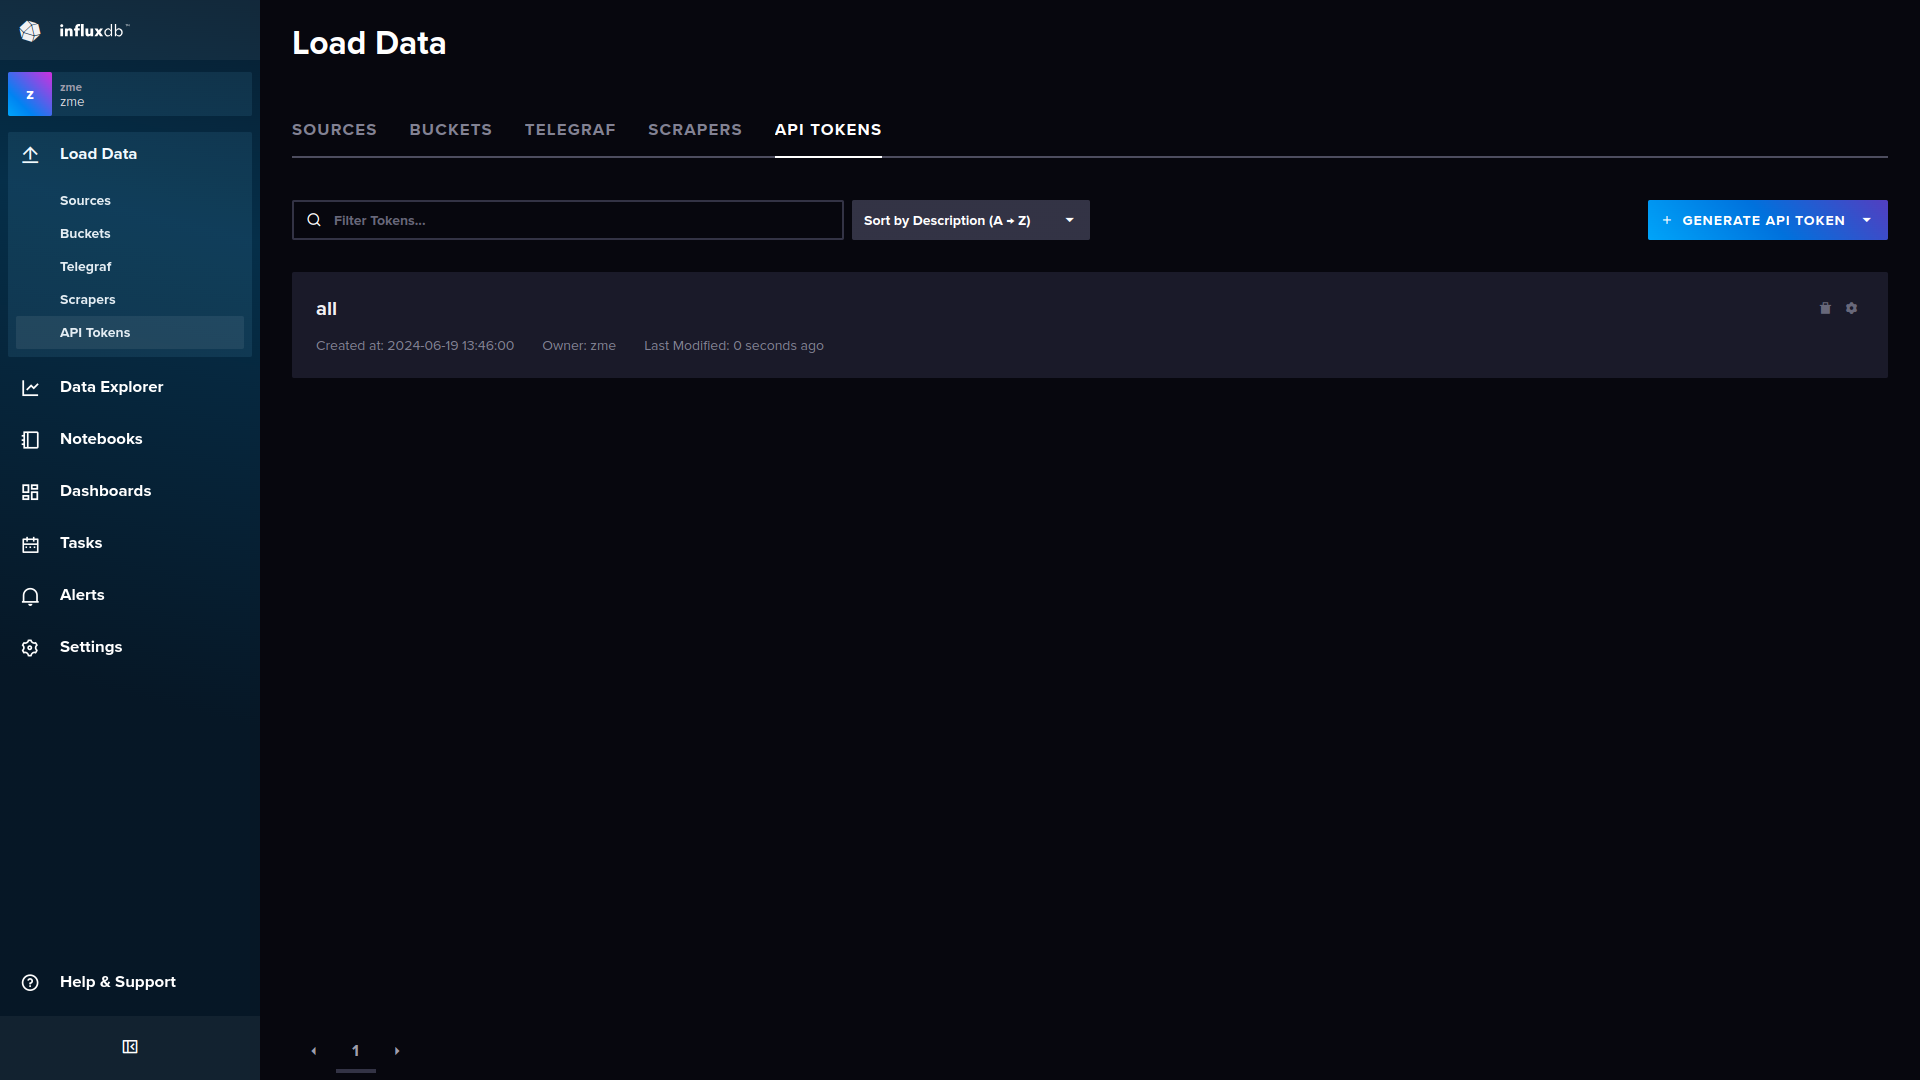 influxdb™
z
zme
zme
Load Data
Sources
Buckets
Telegraf
Scrapers
API Tokens
Data Explorer
Notebooks
Dashboards
Tasks
Alerts
Settings
Help & Support
Load Data
SOURCES BUCKETS TELEGRAF SCRAPERS API TOKENS
Filter Tokens... Sort by Description (A → Z) + GENERATE API TOKEN
all
Created at: 2024-06-19 13:46:00 Owner: zme Last Modified: 0 seconds ago
1